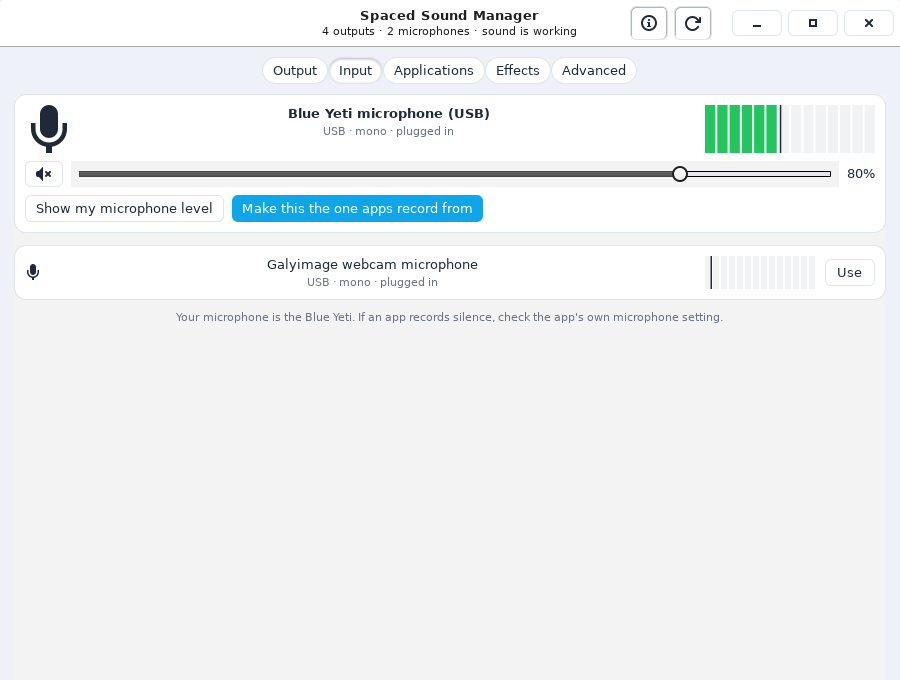 Spaced Sound Manager
4 outputs · 2 microphones · sound is working
Output
Input
Applications
Effects
Advanced
Blue Yeti microphone (USB)
USB · mono · plugged in
80%
Show my microphone level
Make this the one apps record from
Galyimage webcam microphone
USB · mono · plugged in
Use
Your microphone is the Blue Yeti. If an app records silence, check the app's own microphone setting.